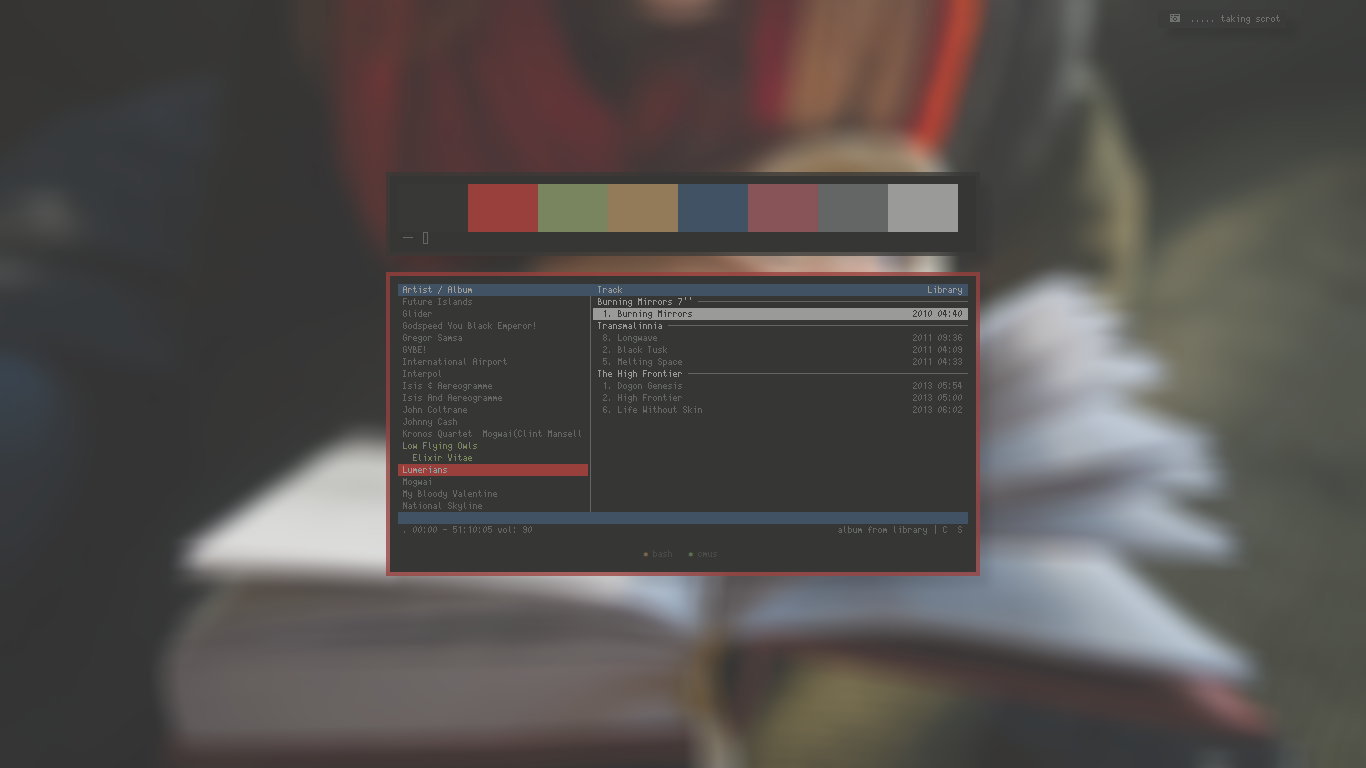 ..... taking scrot
Artist / Album Track Library
Future Islands Burning Mirrors 7''
Glider 1. Burning Mirrors 2010 04:40
Godspeed You Black Emperor! Transmalinnia
Gregor Samsa 8. Longwave 2011 09:36
GYBE! 2. Black Tusk 2011 04:09
International Airport 5. Melting Space 2011 04:33
Interpol The High Frontier
Isis & Aereogramme 1. Dogon Genesis 2013 05:54
Isis And Aereogramme 2. High Frontier 2013 05:00
John Coltrane 6. Life Without Skin 2013 06:02
Johnny Cash
Kronos Quartet  Mogwai(Clint Mansell
Low Flying Owls
Elixir Vitae
Lumerians
Mogwai
My Bloody Valentine
National Skyline
. 00:00 - 51:10:05 vol: 90 album from library | C  S
bash cmus